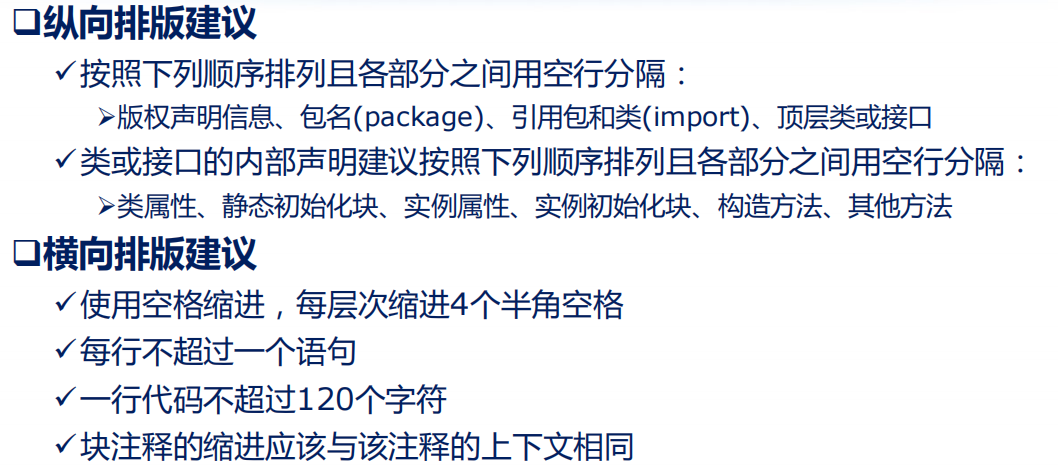 ❑纵向排版建议
✓按照下列顺序排列且各部分之间用空行分隔：
➢版权声明信息、包名(package)、引用包和类(import)、顶层类或接口
✓类或接口的内部声明建议按照下列顺序排列且各部分之间用空行分隔：
➢类属性、静态初始化块、实例属性、实例初始化块、构造方法、其他方法
❑横向排版建议
✓使用空格缩进，每层次缩进4个半角空格
✓每行不超过一个语句
✓一行代码不超过120个字符
✓块注释的缩进应该与该注释的上下文相同